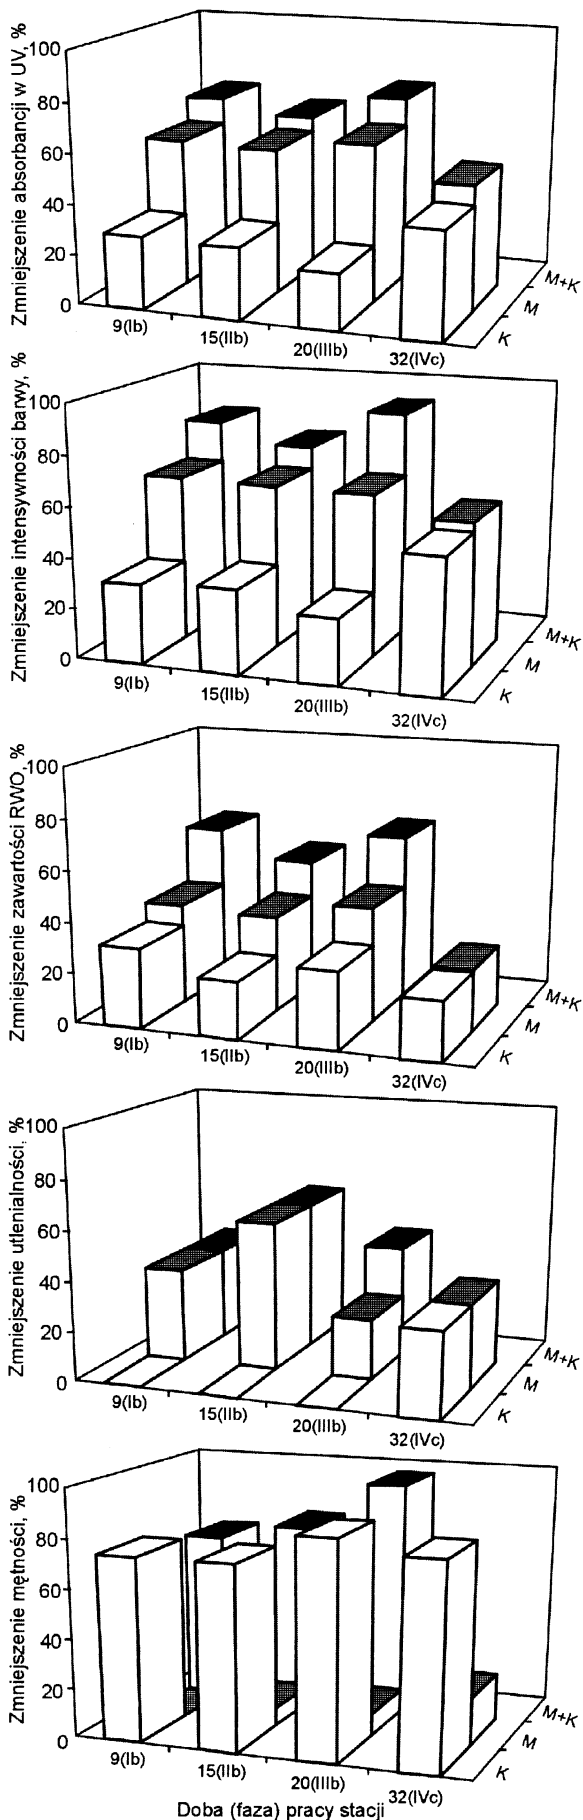 Zmniejszenie absorbancji w UV, %
100
80
60
40
20
0
9(Ib)
15(IIb)
20(IIIb)
32(IVc)
K
M
M+K
Zmniejszenie intensywności barwy, %
100
80
60
40
20
0
9(Ib)
15(IIb)
20(IIIb)
32(IVc)
K
M
M+K
Zmniejszenie zawartości RWO, %
100
80
60
40
20
0
9(Ib)
15(IIb)
20(IIIb)
32(IVc)
K
M
M+K
Zmniejszenie utlenialności, %
100
80
60
40
20
0
9(Ib)
15(IIb)
20(IIIb)
32(IVc)
K
M
M+K
Zmniejszenie mętności, %
100
80
60
40
20
0
9(Ib)
15(IIb)
20(IIIb)
32(IVc)
K
M
M+K
Doba (faza) pracy stacji